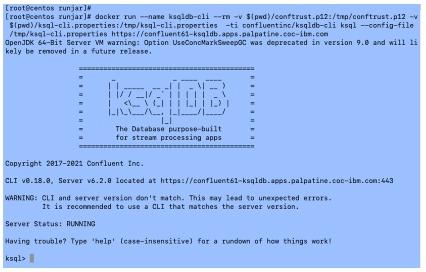 [root@centos runjar]#
[root@centos runjar]# docker run --name ksqldb-cli --rm -v $(pwd)/conftrust.p12:/tmp/conftrust.p12 -v
$(pwd)/ksql-cli.properties:/tmp/ksql-cli.properties -ti confluentinc/ksqldb-cli ksql --config-file
/tmp/ksql-cli.properties https://confluent61-ksqldb.apps.palpatine.coc-ibm.com
OpenJDK 64-Bit Server VM warning: Option UseConcMarkSweepGC was deprecated in version 9.0 and will li
kely be removed in a future release.
===========================================
ksqlDB
= The Database purpose-built =
= for stream processing apps =
===========================================
Copyright 2017-2021 Confluent Inc.
CLI v0.18.0, Server v6.2.0 located at https://confluent61-ksqldb.apps.palpatine.coc-ibm.com:443
WARNING: CLI and server version don't match. This may lead to unexpected errors.
It is recommended to use a CLI that matches the server version.
Server Status: RUNNING
Having trouble? Type 'help' (case-insensitive) for a rundown of how things work!
ksql>